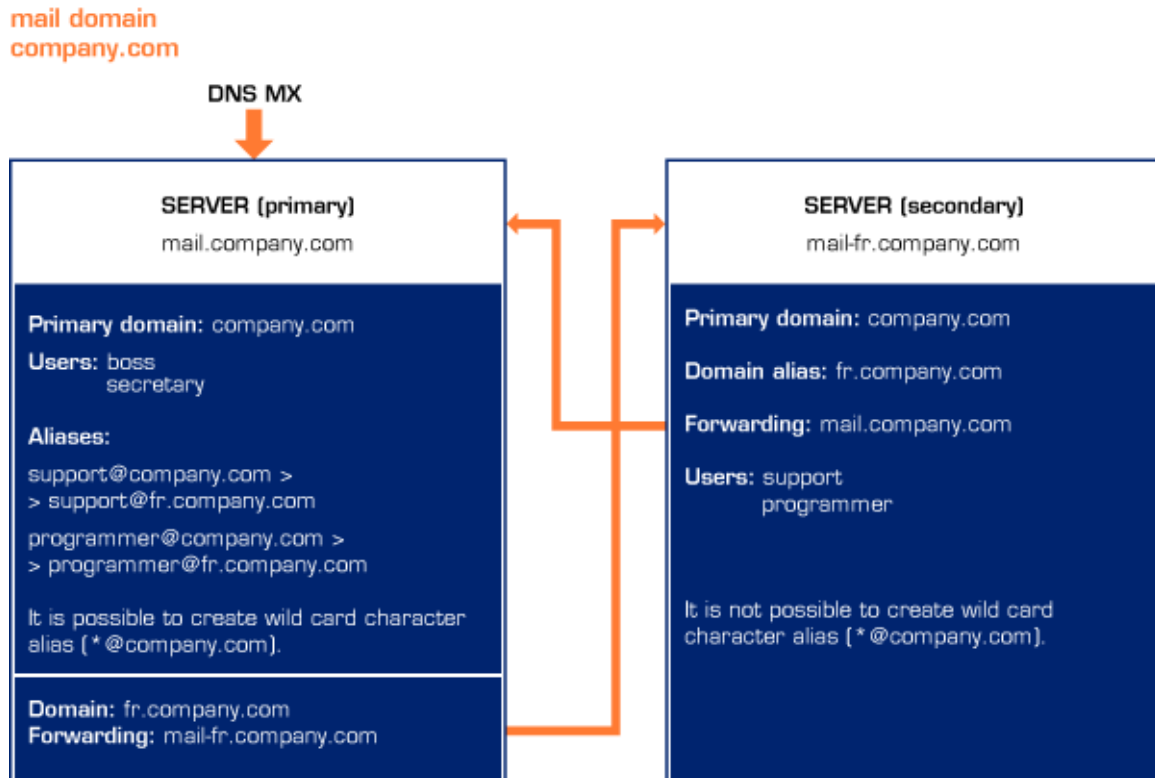 mail domain
company.com
DNS MX
SERVER (primary)
mail.company.com
Primary domain: company.com
Users: boss
secretary
Aliases:
support@company.com >
> support@fr.company.com
programmer@company.com >
> programmer@fr.company.com
It is possible to create wild card character
alias (*@company.com).
Domain: fr.company.com
Forwarding: mail-fr.company.com
SERVER (secondary)
mail-fr.company.com
Primary domain: company.com
Domain alias: fr.company.com
Forwarding: mail.company.com
Users: support
programmer
It is not possible to create wild card
character alias (*@company.com).